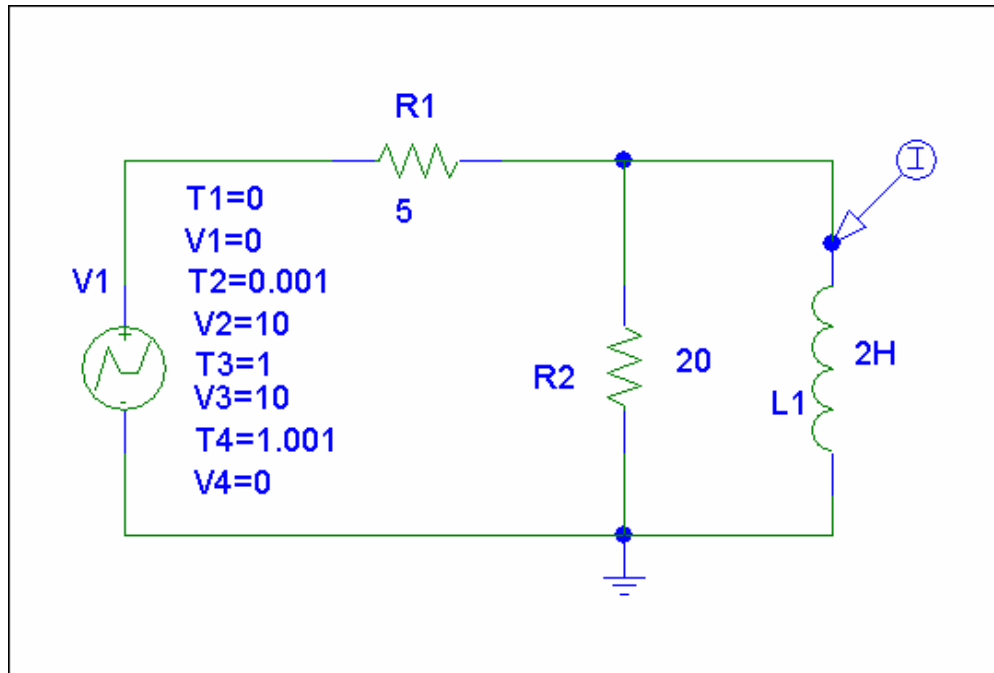 R1
5
T1=0
V1=0
V1
T2=0.001
V2=10
T3=1
V3=10
T4=1.001
V4=0
+
-
R2
20
2H
L1
I